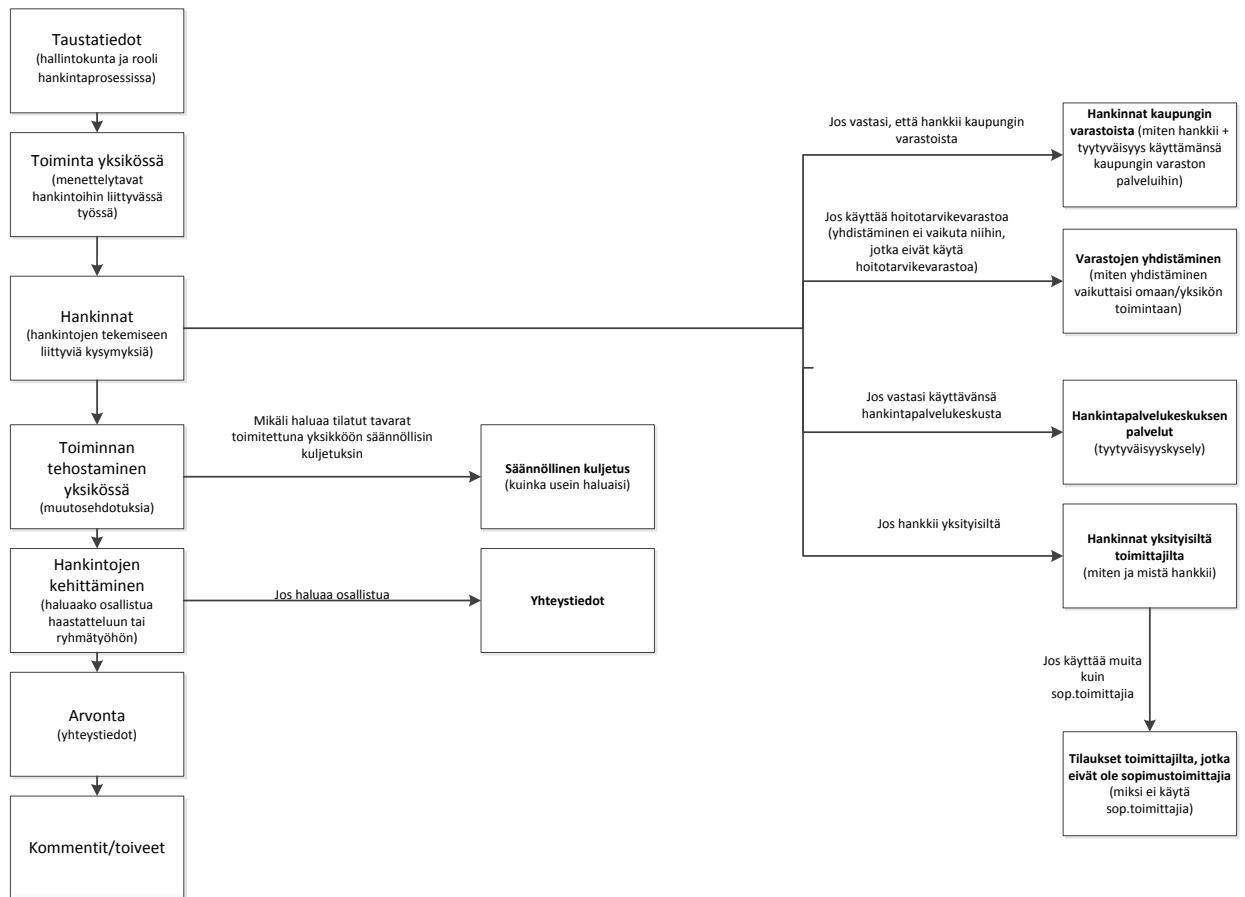 Taustatiedot
(hallintokunta ja rooli
hankintaprosessissa)
Toiminta yksikössä
(menettelytavat
hankintoihin liittyvässä
työssä)
Hankinnat
(hankintojen tekemiseen
liittyviä kysymyksiä)
Toiminnan
tehostaminen
yksikössä
(muutosehdotuksia)
Hankintojen
kehittäminen
(haluaako osallistua
haastatteluun tai
ryhmätyöhön)
Arvonta
(yhteystiedot)
Kommentit/toiveet
Mikäli haluaa tilatut tavarat
toimitettuna yksikköön säännöllisin
kuljetuksin
Säännöllinen kuljetus
(kuinka usein haluaisi)
Jos haluaa osallistua
Yhteystiedot
Jos vastasi, että hankkii kaupungin
varastoista
Hankinnat kaupungin
varastoista (miten hankkii +
tyytyväisyys käyttämänsä
kaupungin varaston
palveluihin)
Jos käyttää hoitotarvikevarastoa
(yhdistäminen ei vaikuta niihin,
jotka eivät käytä
hoitotarvikevarastoa)
Varastojen yhdistäminen
(miten yhdistäminen
vaikuttaisi omaan/yksikön
toimintaan)
Jos vastasi käyttävänsä
hankintapalvelukeskusta
Hankintapalvelukeskuksen
palvelut
(tyytyväisyyskysely)
Jos hankkii yksityisiltä
Hankinnat yksityisiltä
toimittajilta
(miten ja mistä hankkii)
Jos käyttää muita
kuin
sop.toimittajia
Tilaukset toimittajilta, jotka
eivät ole sopimustoimittajia
(miksi ei käytä
sop.toimittajia)